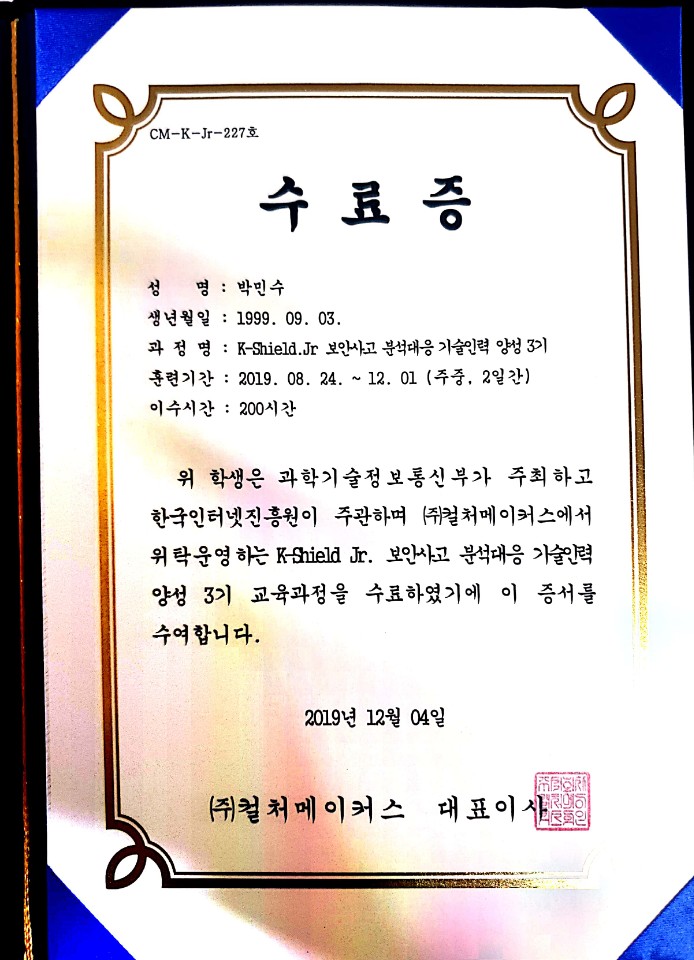 CM-K-Jr-227호
수 료 증
성 명 : 박민수
생년월일 : 1999. 09. 03.
과 정 명 : K-Shield.Jr 보안사고 분석대응 기술인력 양성 3기
훈련기간 : 2019. 08. 24. ~ 12. 01 (주중, 2일간)
이수시간 : 200시간
위 학생은 과학기술정보통신부가 주최하고
한국인터넷진흥원이 주관하며 ㈜컬처메이커스에서
위탁운영하는 K-Shield Jr. 보안사고 분석대응 기술인력
양성 3기 교육과정을 수료하였기에 이 증서를
수여합니다.
2019년 12월 04일
㈜컬처메이커스 대표이사